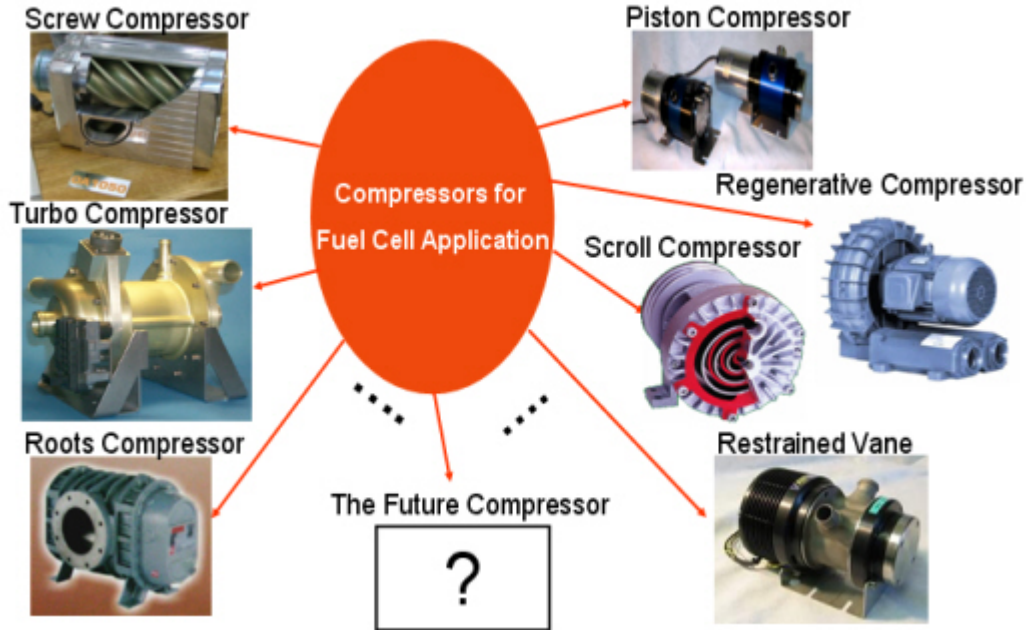 Screw Compressor
Piston Compressor
Compressors for
Fuel Cell Application
Regenerative Compressor
Turbo Compressor
Scroll Compressor
Roots Compressor
Restrained Vane
The Future Compressor
?